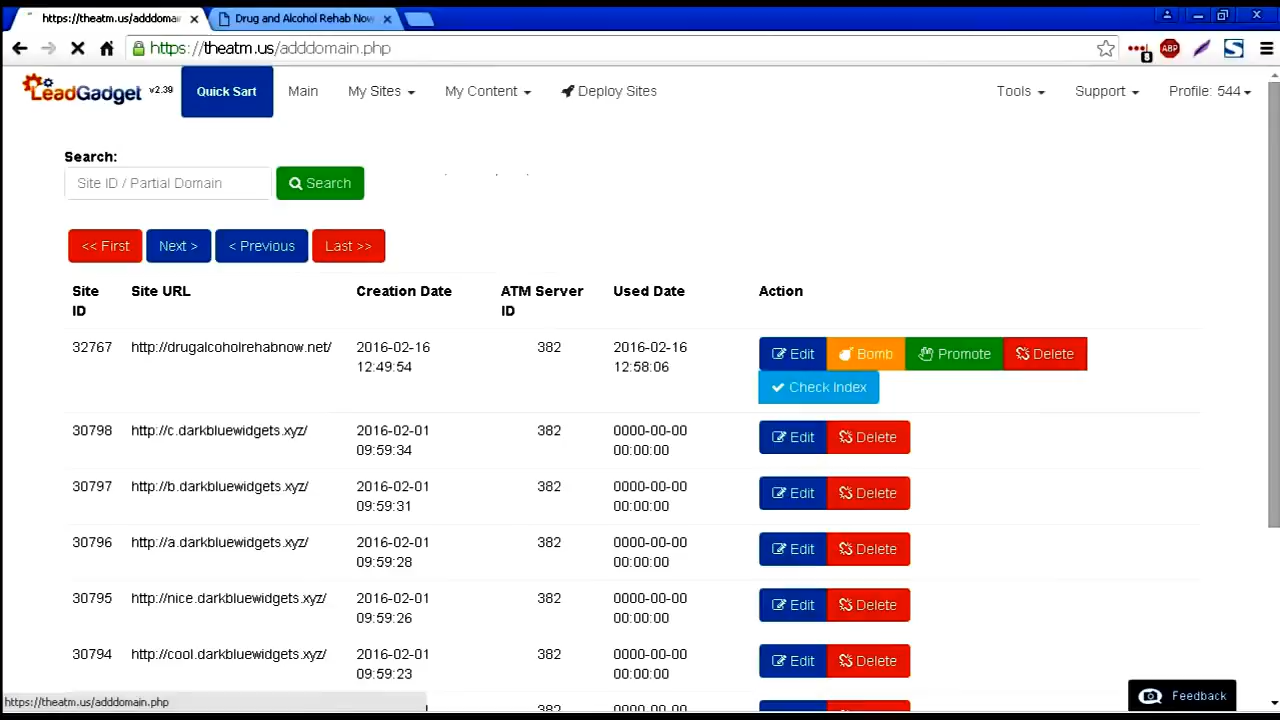 https://theatm.us/adddomai
Drug and Alcohol Rehab Now
https://theatm.us/adddomain.php
8
ABP
S
LeadGadget v2.39
Quick Sart
Main
My Sites
My Content
Deploy Sites
Tools
Support
Profile: 544
Search:
Site ID / Partial Domain
Search
<< First
Next >
< Previous
Last >>
Site ID Site URL Creation Date ATM Server ID Used Date Action
32767 http://drugalcoholrehabnow.net/ 2016-02-16 12:49:54 382 2016-02-16 12:58:06 Edit Bomb Promote Delete
Check Index
30798 http://c.darkbluewidgets.xyz/ 2016-02-01 09:59:34 382 0000-00-00 00:00:00 Edit Delete
30797 http://b.darkbluewidgets.xyz/ 2016-02-01 09:59:31 382 0000-00-00 00:00:00 Edit Delete
30796 http://a.darkbluewidgets.xyz/ 2016-02-01 09:59:28 382 0000-00-00 00:00:00 Edit Delete
30795 http://nice.darkbluewidgets.xyz/ 2016-02-01 09:59:26 382 0000-00-00 00:00:00 Edit Delete
30794 http://cool.darkbluewidgets.xyz/ 2016-02-01 09:59:23 382 0000-00-00 00:00:00 Edit Delete
https://theatm.us/adddomain.php
Feedback